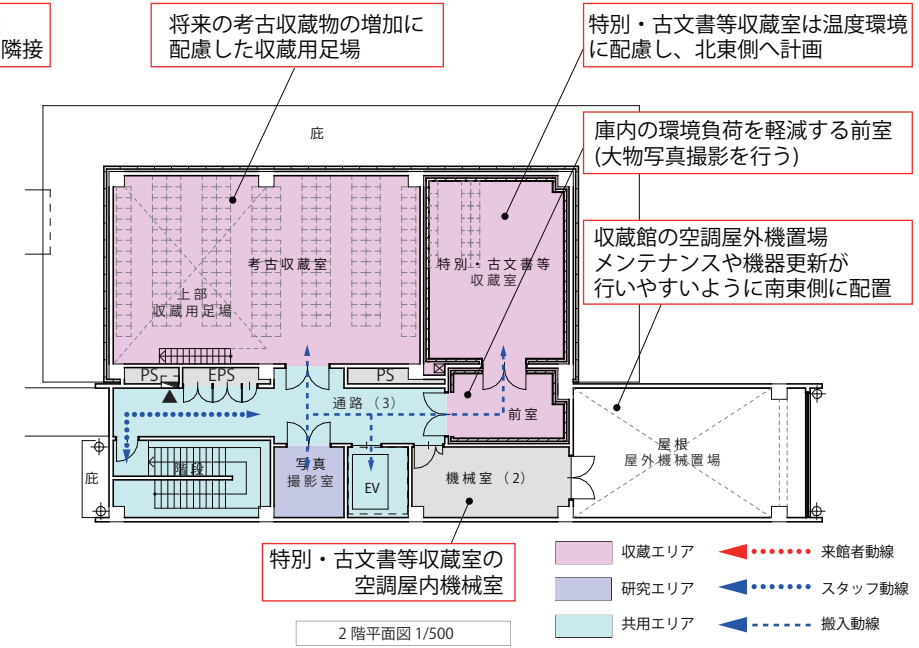 隣接
将来の考古収蔵物の増加に
配慮した収蔵用足場
特別・古文書等収蔵室は温度環境
に配慮し、北東側へ計画
庇
庫内の環境負荷を軽減する前室
(大物写真撮影を行う)
収蔵館の空調屋外機置場
メンテナンスや機器更新が
行いやすいように南東側に配置
考古収蔵室
特別・古文書等
収蔵室
上部
収蔵用足場
PS
EPS
PS
通路（3）
前室
屋根
屋外機械置場
庇
階段
写真
撮影室
EV
機械室（2）
特別・古文書等収蔵室の
空調屋内機械室
収蔵エリア
来館者動線
研究エリア
スタッフ動線
共用エリア
搬入動線
2 階平面図 1/500